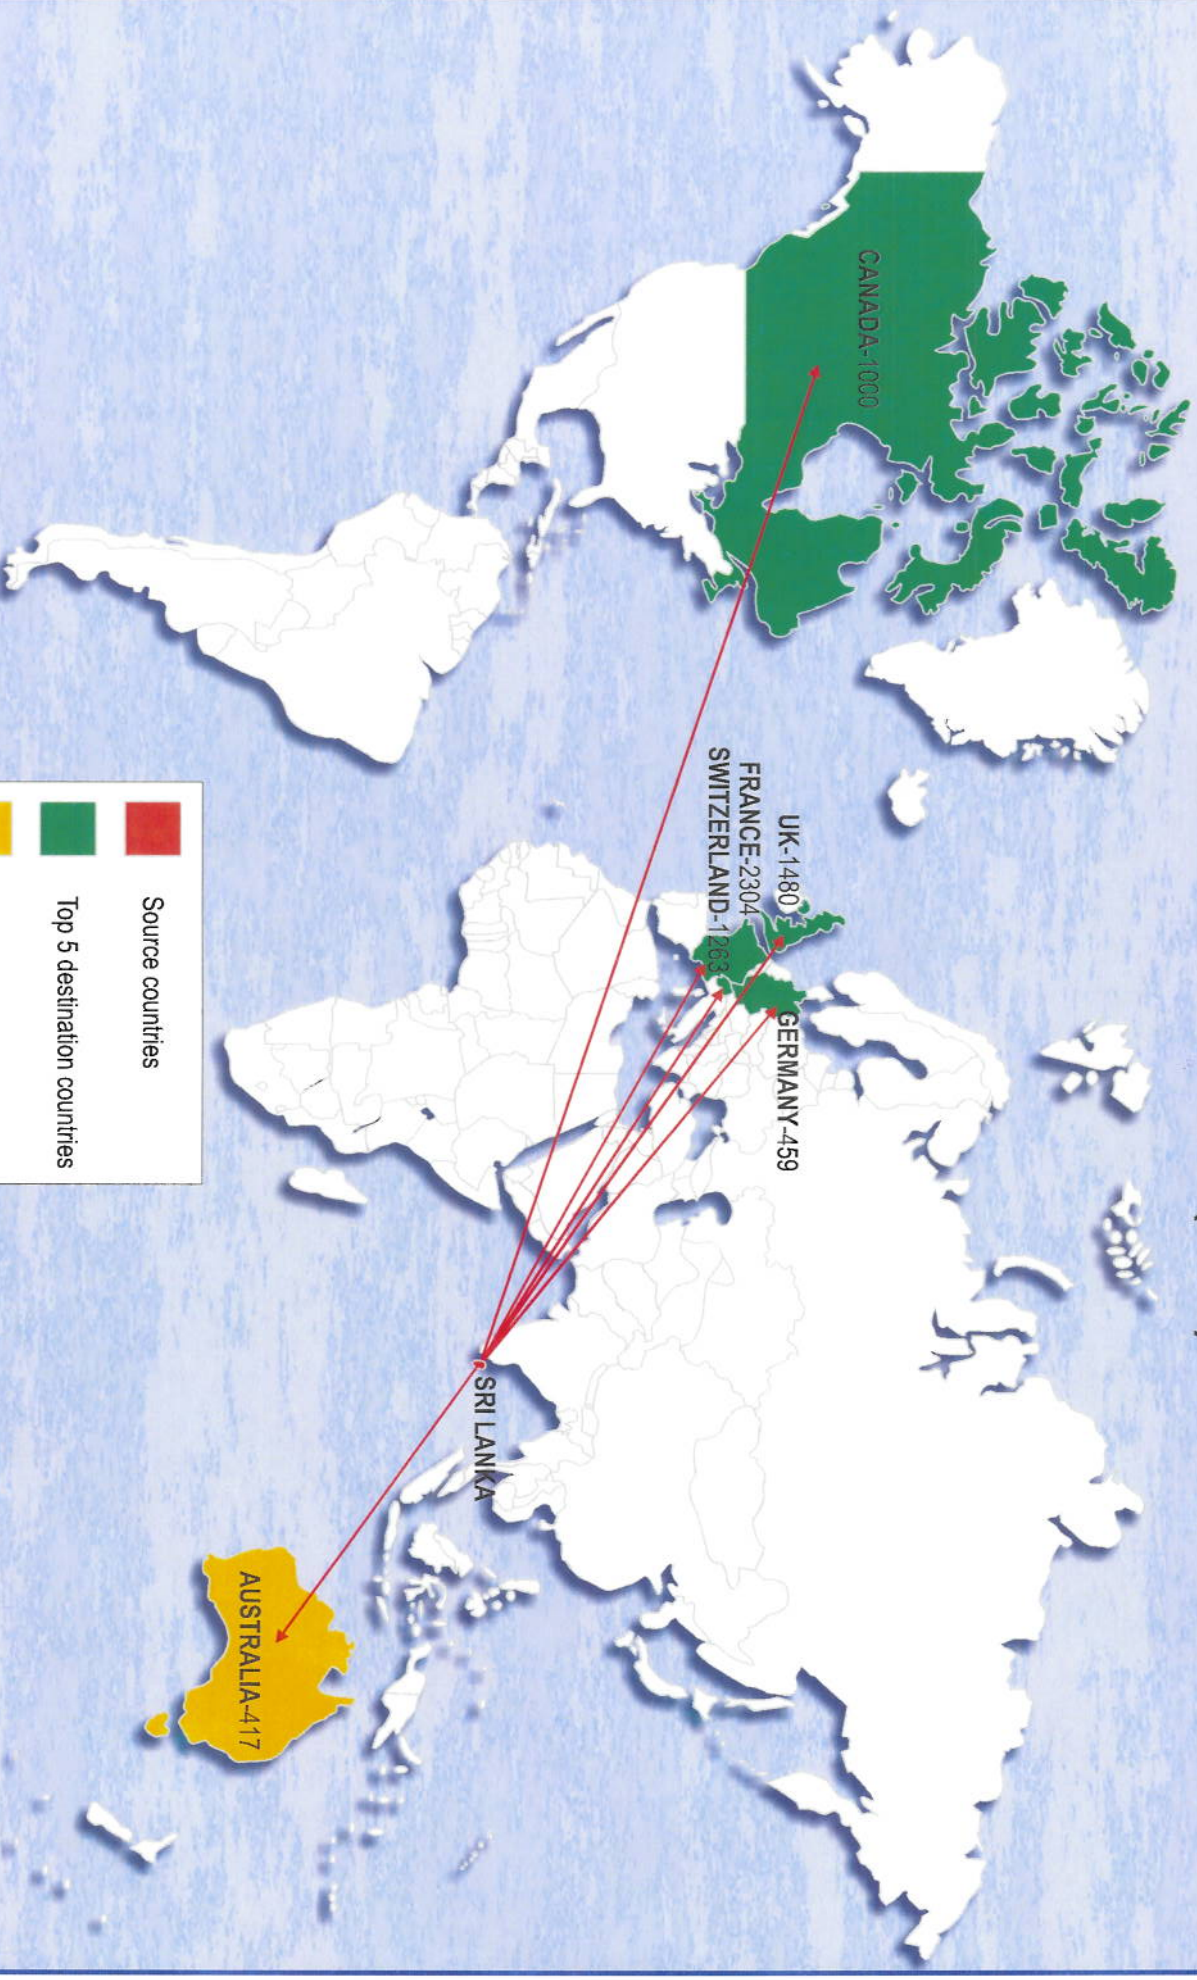 CANADA-1000
UK-1480
FRANCE-2304
SWITZERLAND-1263
GERMANY-459
SRI LANKA
AUSTRALIA-417
Source countries
Top 5 destination countries